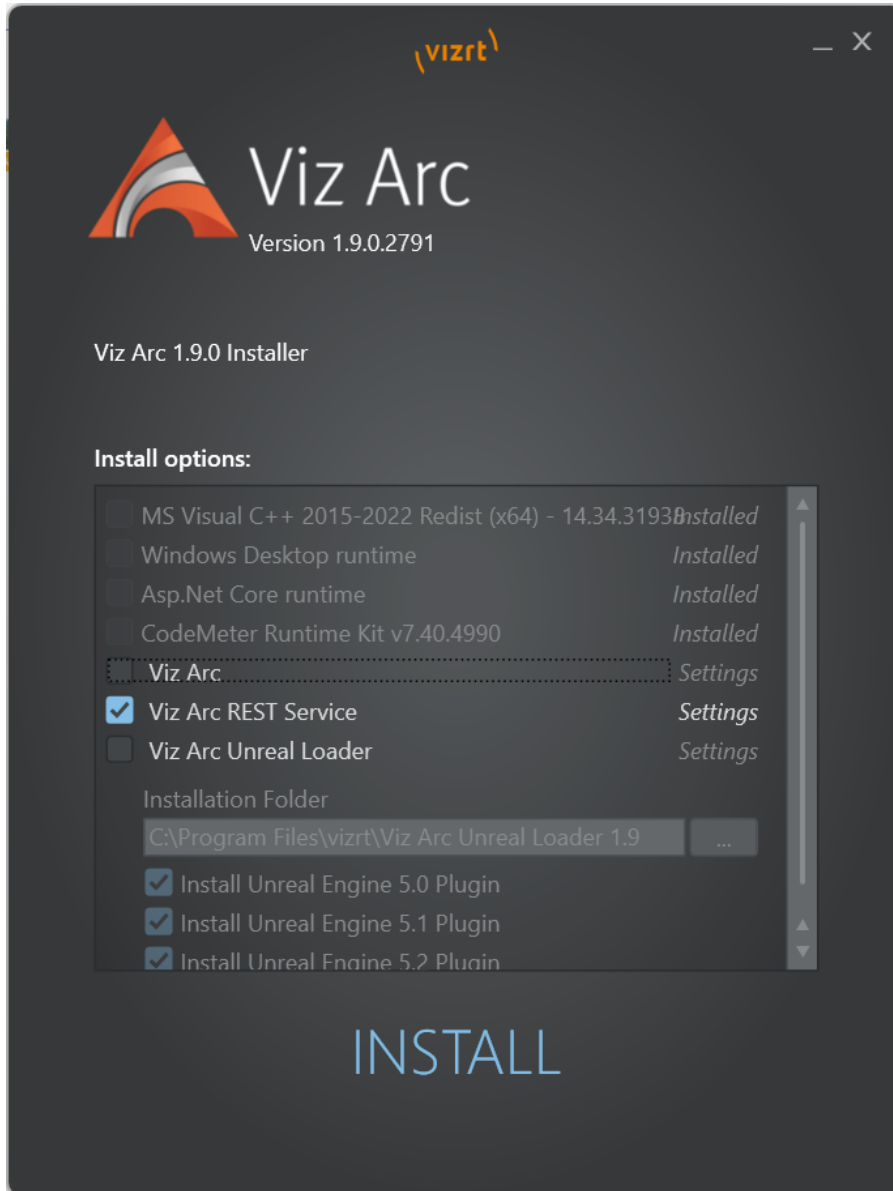 (vizrt)
Viz Arc
Version 1.9.0.2791
Viz Arc 1.9.0 Installer
Install options:
MS Visual C++ 2015-2022 Redist (x64) - 14.34.31938 Installed
Windows Desktop runtime Installed
Asp.Net Core runtime Installed
CodeMeter Runtime Kit v7.40.4990 Installed
Viz Arc Settings
Viz Arc REST Service Settings
Viz Arc Unreal Loader Settings
Installation Folder
C:\Program Files\vizrt\Viz Arc Unreal Loader 1.9 ...
Install Unreal Engine 5.0 Plugin
Install Unreal Engine 5.1 Plugin
Install Unreal Engine 5.2 Plugin
INSTALL